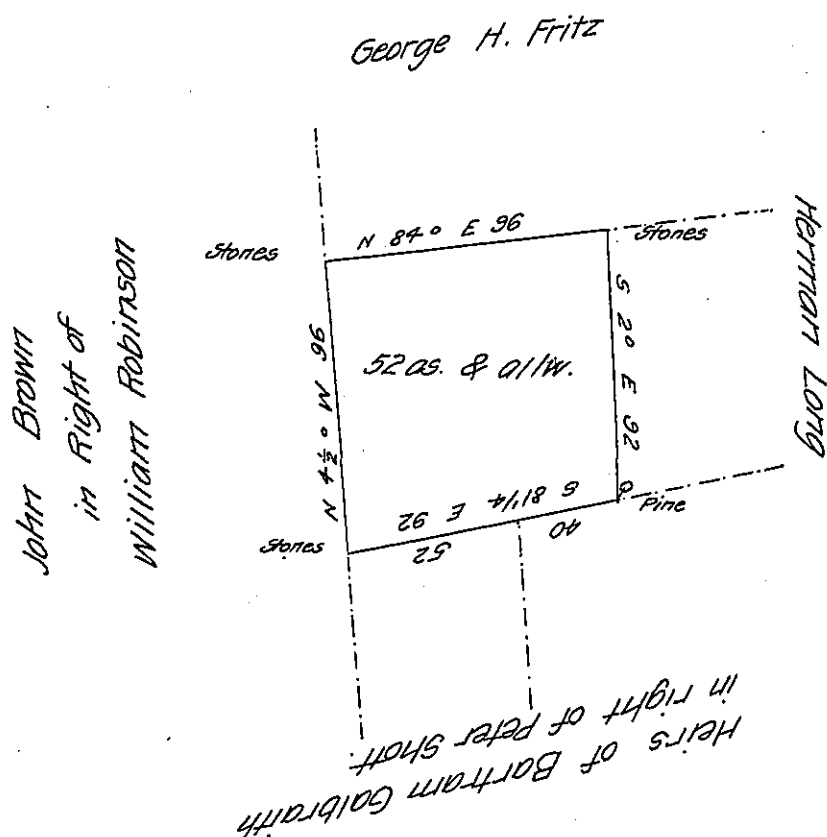 George H. Fritz
Stones
N 84° E 96
Stones
Herman Long
S 2° E 92
52 as. & allw.
N 4½° W 96
John Brown
in Right of
William Robinson
Stones
S 81¼ E 92
Pine
52
40
Heirs of Bartram Galbraith
in right of Peter Shott.